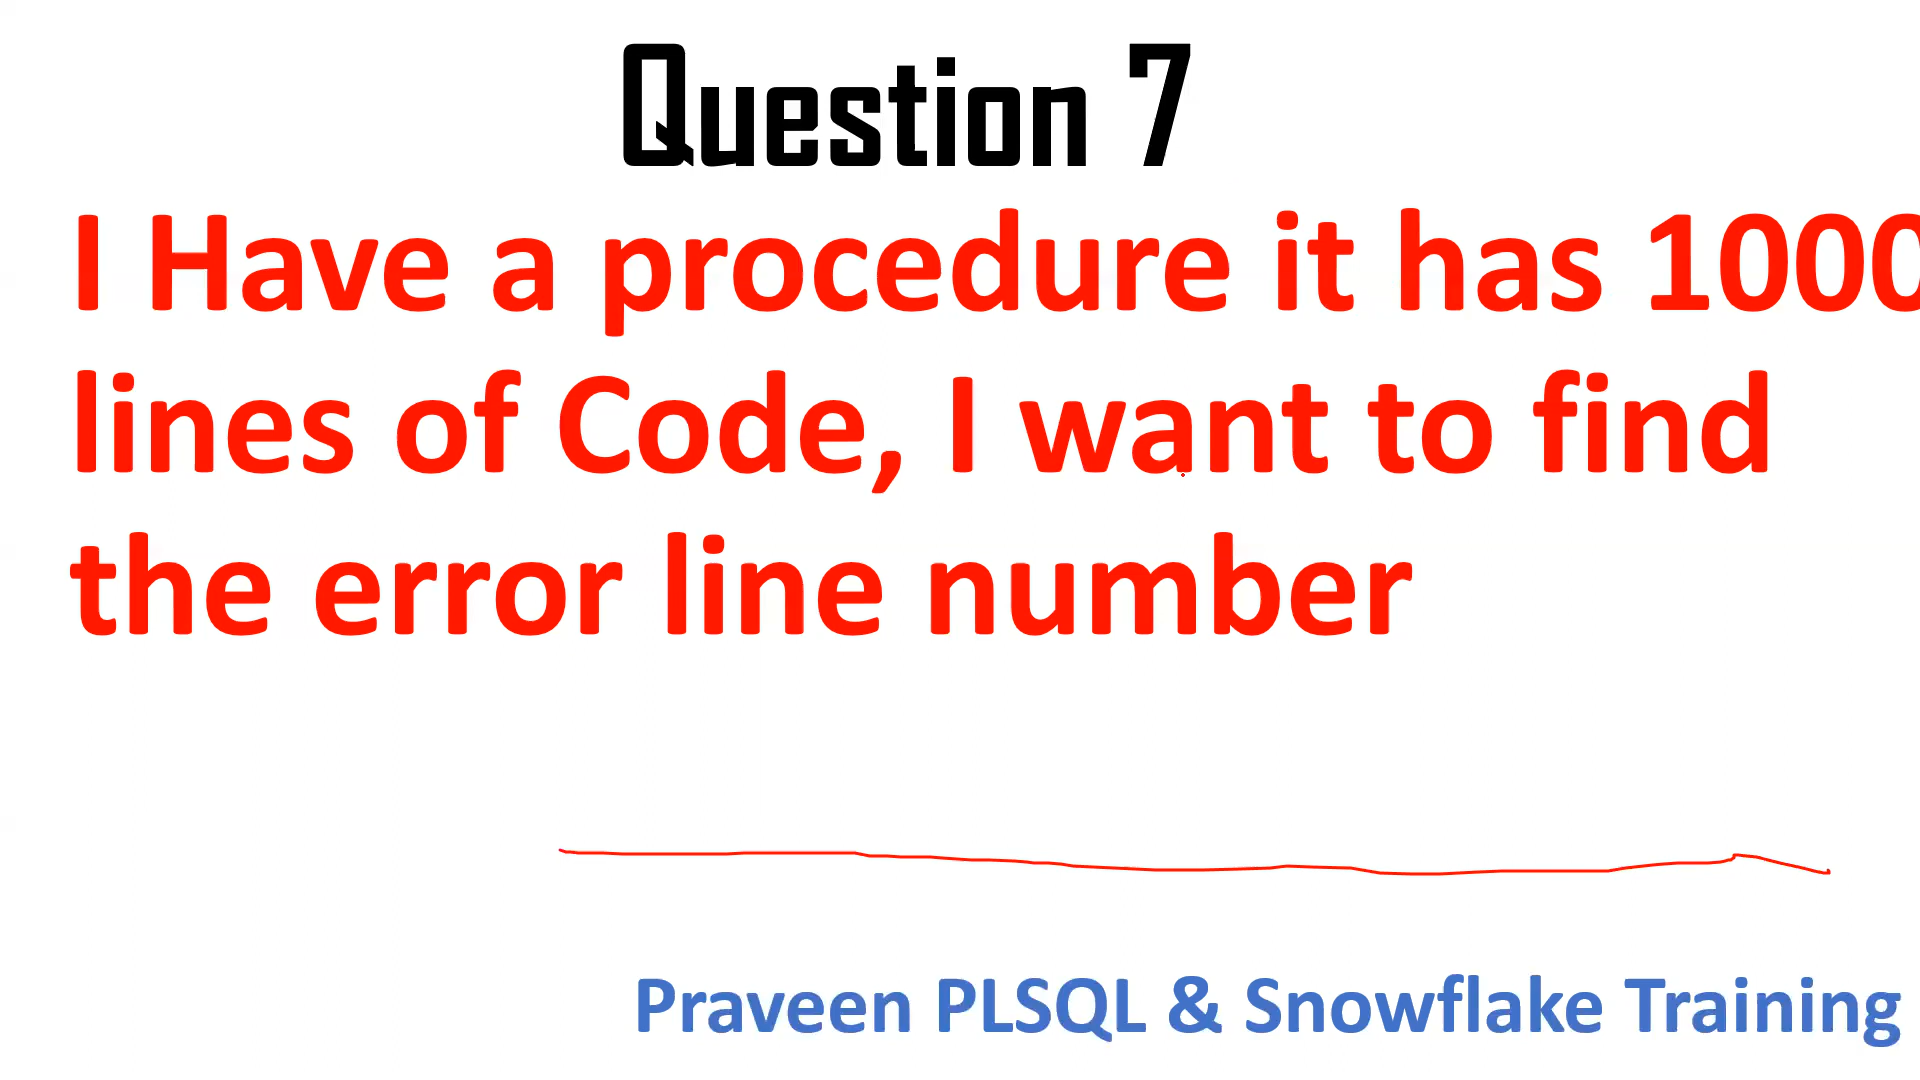 Question 7
I Have a procedure it has 1000
lines of Code, I want to find
the error line number
Praveen PLSQL & Snowflake Training